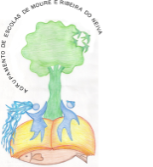 AGRUPAMENTO DE ESCOLAS DE MOURE E RIBEIRA DO NEIVA